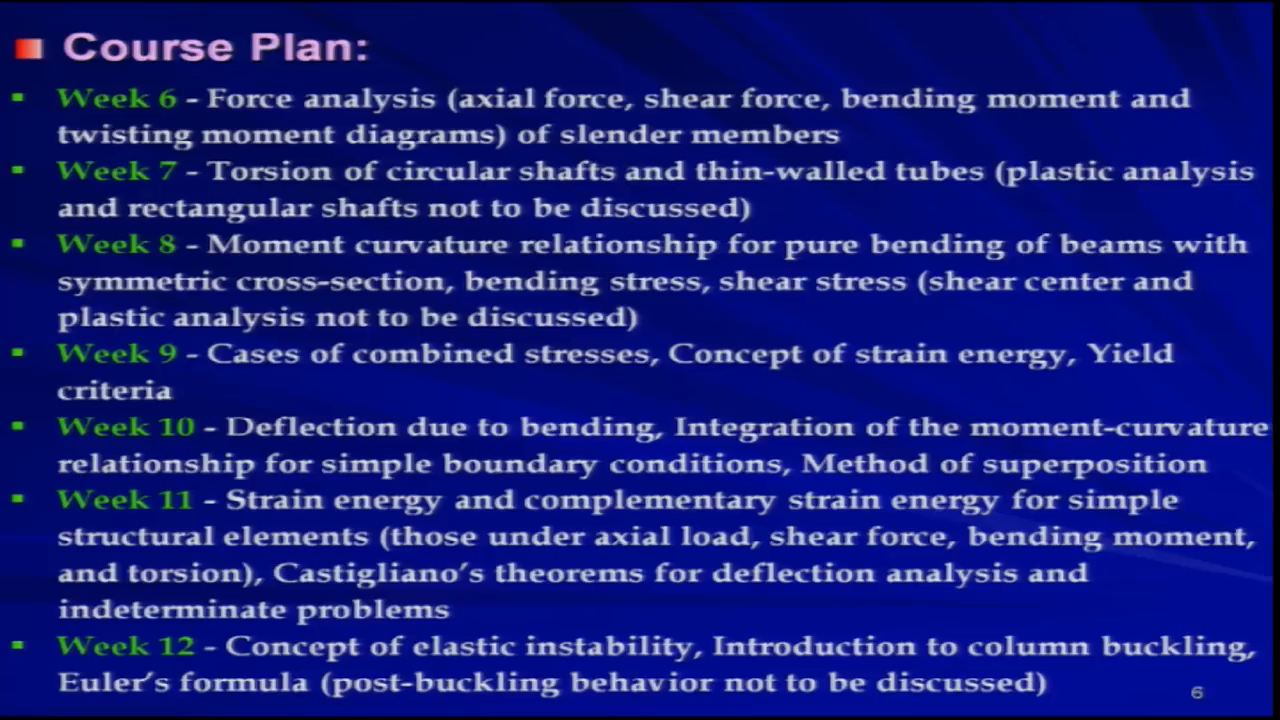 Course Plan:
Week 6 - Force analysis (axial force, shear force, bending moment and
twisting moment diagrams) of slender members
Week 7 - Torsion of circular shafts and thin-walled tubes (plastic analysis
and rectangular shafts not to be discussed)
Week 8 - Moment curvature relationship for pure bending of beams with
symmetric cross-section, bending stress, shear stress (shear center and
plastic analysis not to be discussed)
Week 9 - Cases of combined stresses, Concept of strain energy, Yield
criteria
Week 10 - Deflection due to bending, Integration of the moment-curvature
relationship for simple boundary conditions, Method of superposition
Week 11 - Strain energy and complementary strain energy for simple
structural elements (those under axial load, shear force, bending moment,
and torsion), Castigliano's theorems for deflection analysis and
indeterminate problems
Week 12 - Concept of elastic instability, Introduction to column buckling,
Euler's formula (post-buckling behavior not to be discussed)
6